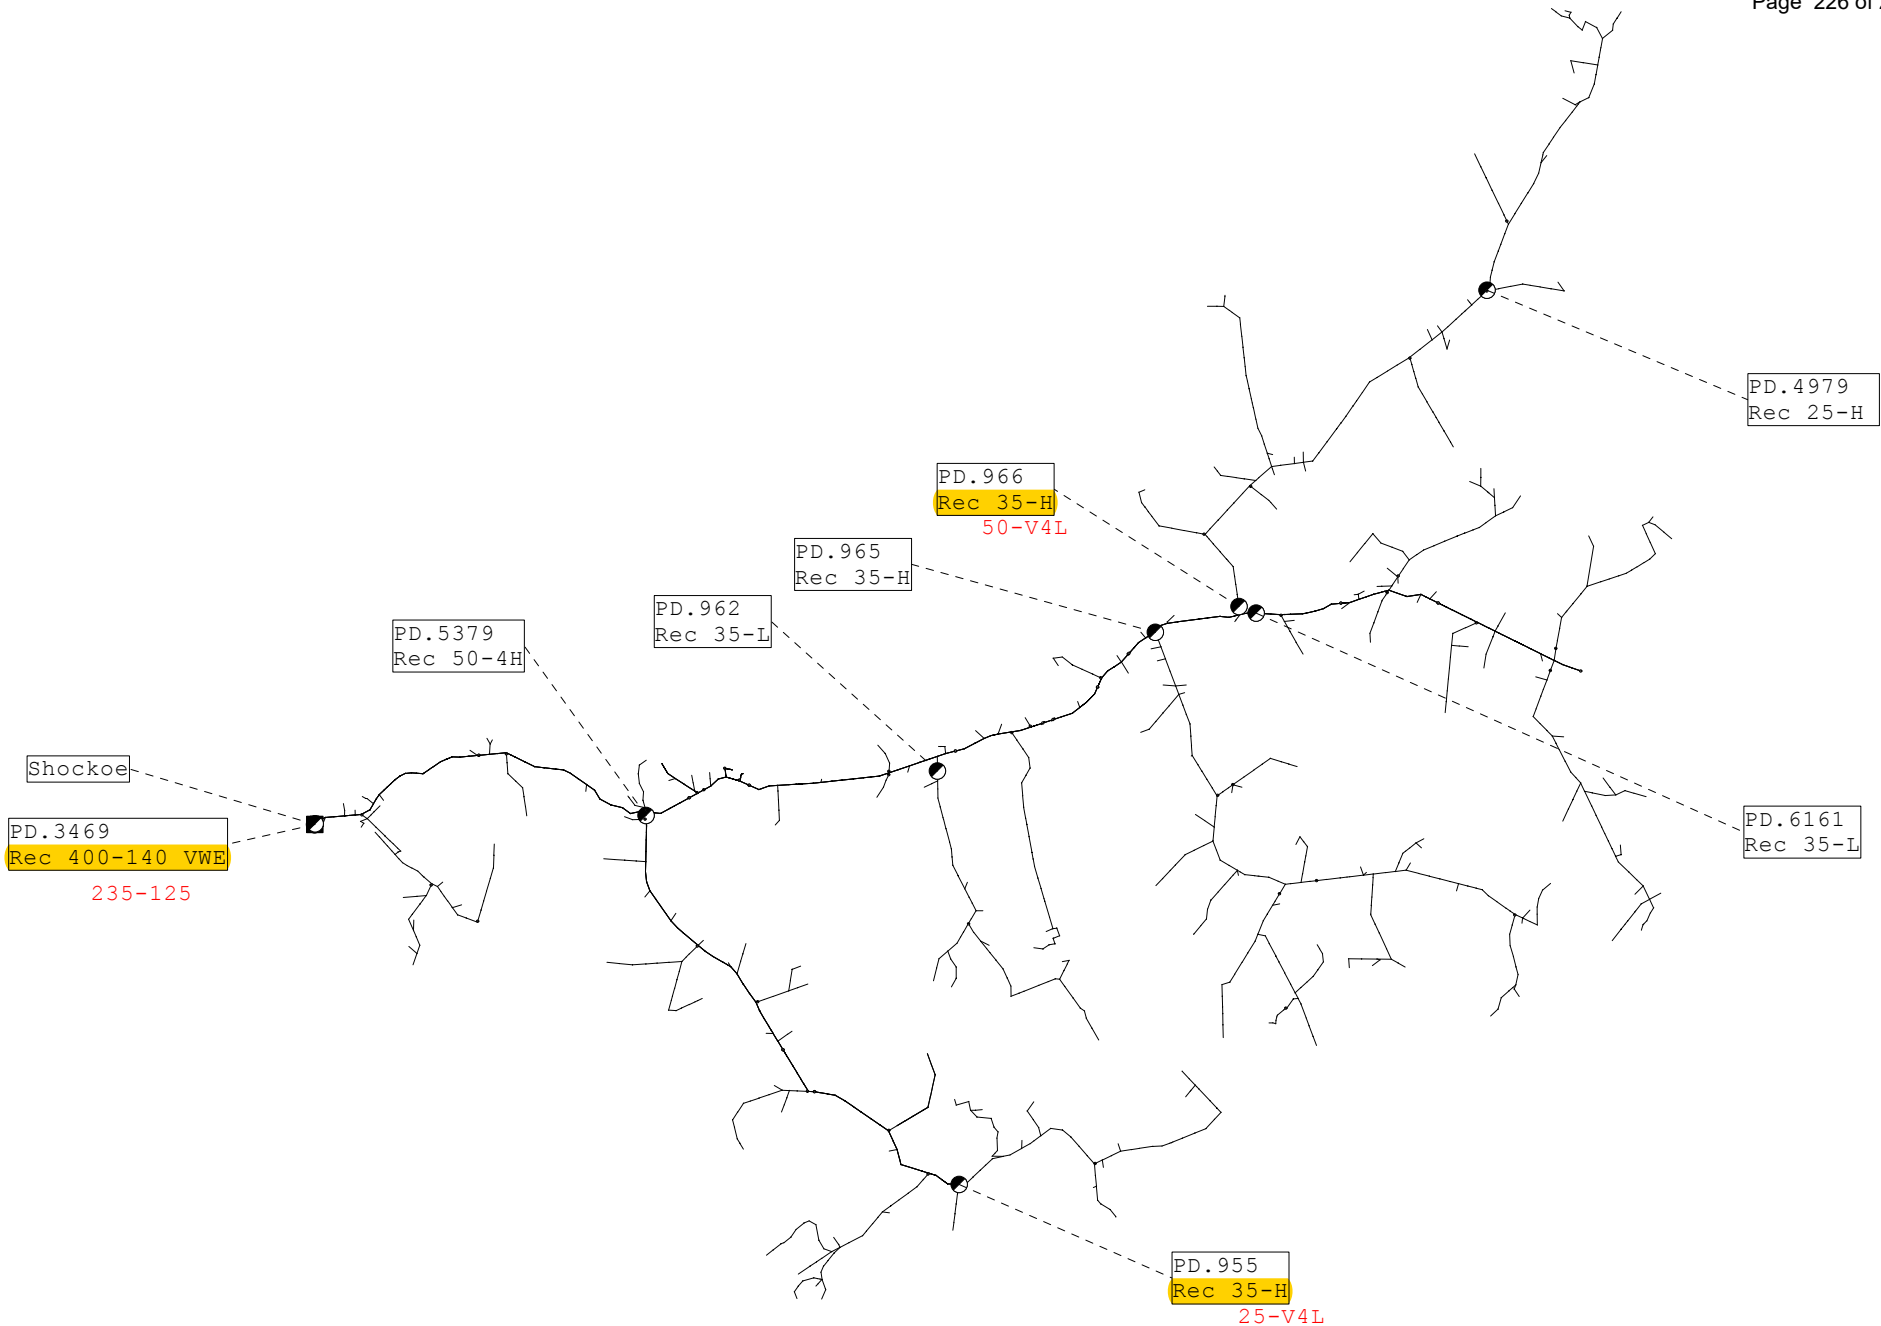 Page 226 of
PD.4979
Rec 25-H
PD.966
Rec 35-H
50-V4L
PD.965
Rec 35-H
PD.962
Rec 35-L
PD.5379
Rec 50-4H
Shockoe
PD.3469
Rec 400-140 VWE
235-125
PD.6161
Rec 35-L
PD.955
Rec 35-H
25-V4L